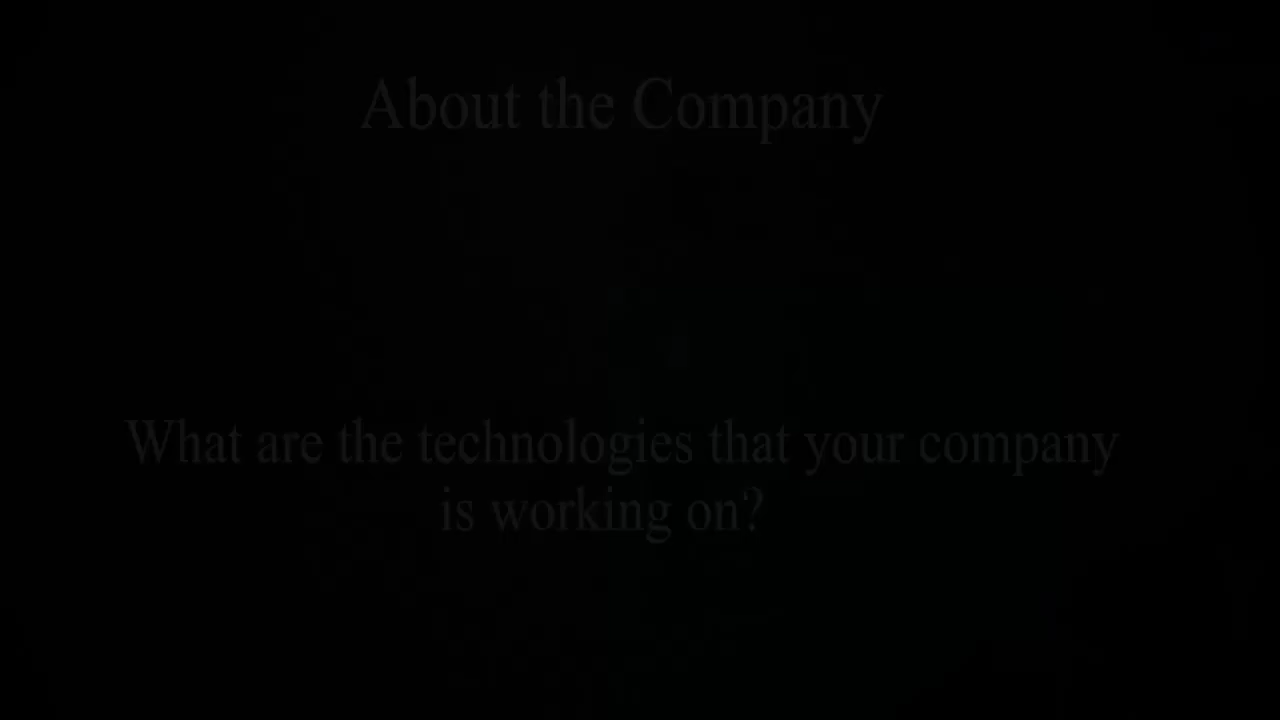 About the Company
What are the technologies that your company
is working on?